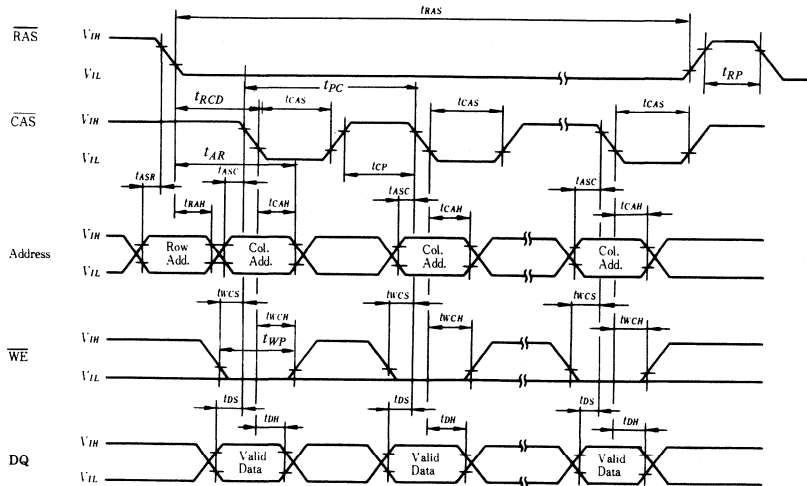 tRAS
RAS VIH
VIL
tRP
tPC
tRCD tCAS tCAS tCAS
CAS VIH
VIL
tAR
tCP
tASR tASC tASC tASC
tRAH tCAH tCAH tCAH
Address VIH
VIL
Row Add.
Col. Add.
Col. Add.
Col. Add.
tWCS tWCS tWCS
tWCH tWCH tWCH
tWP
WE VIH
VIL
tDS tDS tDS
tDH tDH tDH
DQ VIH
VIL
Valid Data
Valid Data
Valid Data